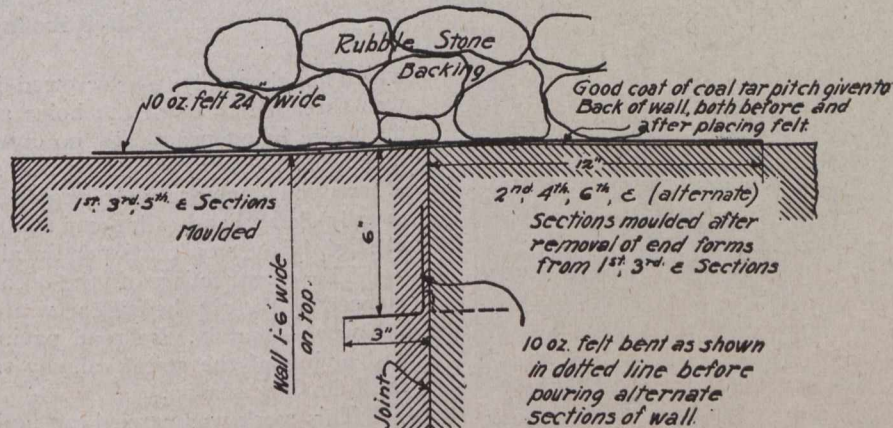 Rubble Stone
Backing
10 oz. felt 24" wide
Good coat of coal tar pitch given to
Back of wall, both before and
after placing felt.
12"
1st, 3rd, 5th, & Sections
Moulded
2nd, 4th, 6th, & (alternate)
Sections moulded after
removal of end forms
from 1st, 3rd, & Sections
6"
Wall 1'-6" wide
on top.
3"
Joint
10 oz. felt bent as shown
in dotted line before
pouring alternate
sections of wall.